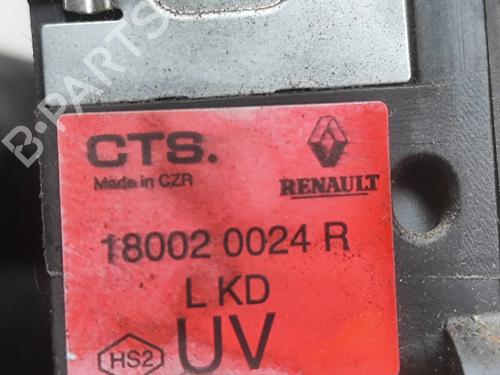 B-PARTS
CTS.
Made in CZR
RENAULT
18002 0024 R
L KD
HS2
UV